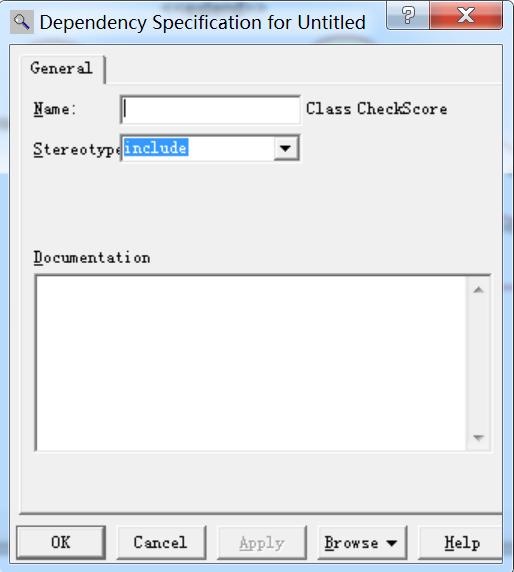 Dependency Specification for Untitled
General
Name: Class CheckScore
Stereotype include
Documentation
OK Cancel Apply Browse Help